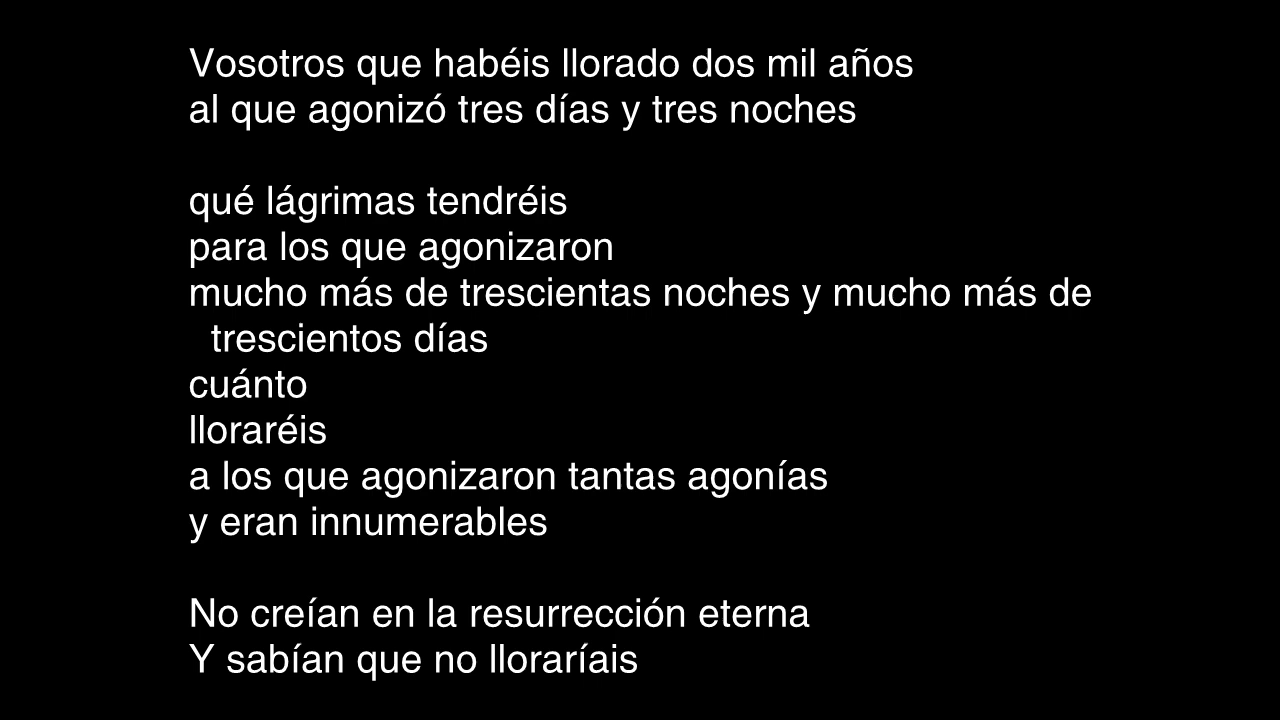 Vosotros que habéis llorado dos mil años
al que agonizó tres días y tres noches
qué lágrimas tendréis
para los que agonizaron
mucho más de trescientas noches y mucho más de
trescientos días
cuánto
lloraréis
a los que agonizaron tantas agonías
y eran innumerables
No creían en la resurrección eterna
Y sabían que no lloraríais